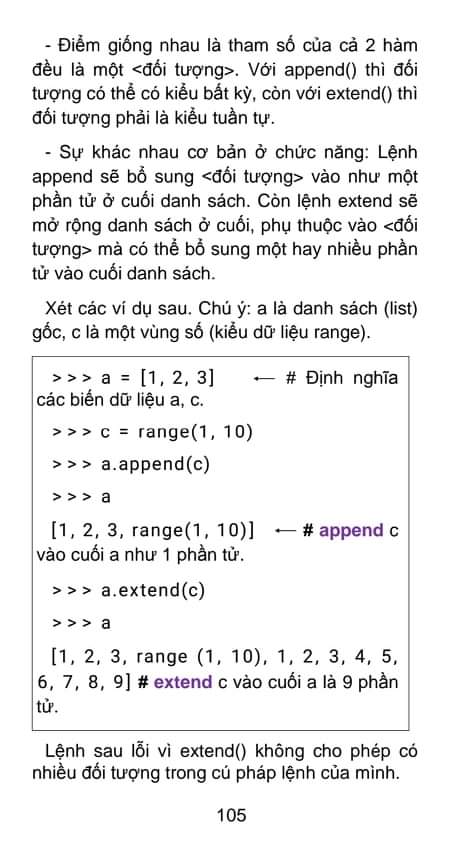 - Điểm giống nhau là tham số của cả 2 hàm
đều là một <đối tượng>. Với append() thì đối
tượng có thể có kiểu bất kỳ, còn với extend() thì
đối tượng phải là kiểu tuần tự.
- Sự khác nhau cơ bản ở chức năng: Lệnh
append sẽ bổ sung <đối tượng> vào như một
phần tử ở cuối danh sách. Còn lệnh extend sẽ
mở rộng danh sách ở cuối, phụ thuộc vào <đối
tượng> mà có thể bổ sung một hay nhiều phần
tử vào cuối danh sách.
Xét các ví dụ sau. Chú ý: a là danh sách (list)
gốc, c là một vùng số (kiểu dữ liệu range).
>>> a = [1, 2, 3] ← # Định nghĩa
các biến dữ liệu a, c.
>>> c = range(1, 10)
>>> a.append(c)
>>> a
[1, 2, 3, range(1, 10)] ← # append c
vào cuối a như 1 phần tử.
>>> a.extend(c)
>>> a
[1, 2, 3, range (1, 10), 1, 2, 3, 4, 5,
6, 7, 8, 9] # extend c vào cuối a là 9 phần
tử.
Lệnh sau lỗi vì extend() không cho phép có
nhiều đối tượng trong cú pháp lệnh của mình.
105